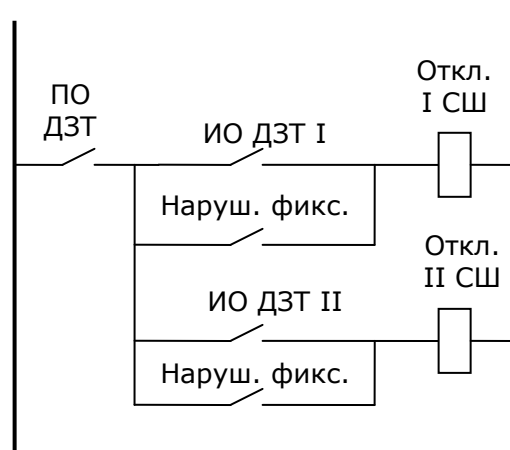 Откл.
I СШ
ПО
ДЗТ
ИО ДЗТ I
Наруш. фикс.
Откл.
II СШ
ИО ДЗТ II
Наруш. фикс.